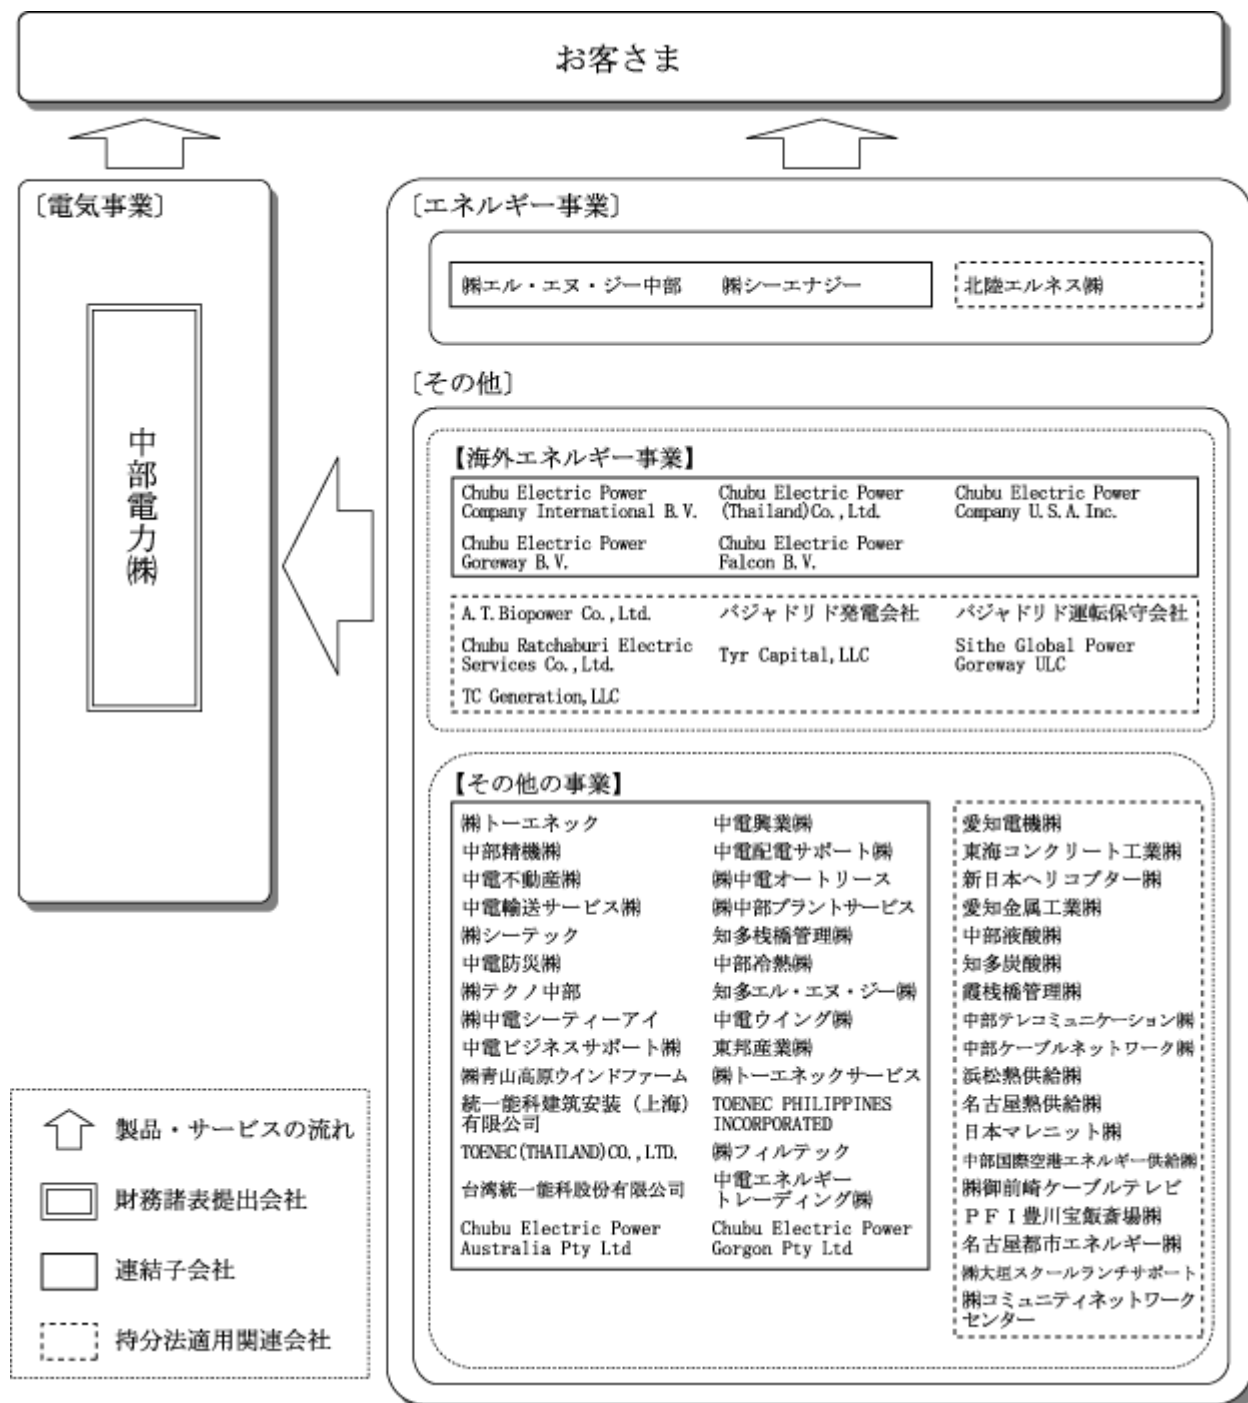 お客さま
〔電気事業〕
中部電力㈱
〔エネルギー事業〕
㈱エル・エヌ・ジー中部
㈱シーエナジー
北陸エルネス㈱
〔その他〕
【海外エネルギー事業】
Chubu Electric Power
Company International B.V.
Chubu Electric Power
(Thailand)Co.,Ltd.
Chubu Electric Power
Company U.S.A. Inc.
Chubu Electric Power
Goreway B.V.
Chubu Electric Power
Falcon B.V.
A.T.Biopower Co.,Ltd.
バジャドリド発電会社
バジャドリド運転保守会社
Chubu Ratchaburi Electric
Services Co.,Ltd.
Tyr Capital,LLC
Sithe Global Power
Goreway ULC
TC Generation,LLC
【その他の事業】
㈱トーエネック
中部精機㈱
中電不動産㈱
中電輸送サービス㈱
㈱シーテック
中電防災㈱
㈱テクノ中部
㈱中電シーティーアイ
中電ビジネスサポート㈱
㈱青山高原ウインドファーム
統一能科建筑安装（上海）
有限公司
TOENEC(THAILAND)CO.,LTD.
台湾統一能科股份有限公司
Chubu Electric Power
Australia Pty Ltd
中電興業㈱
中電配電サポート㈱
㈱中電オートリース
㈱中部プラントサービス
知多桟橋管理㈱
中部冷熱㈱
知多エル・エヌ・ジー㈱
中電ウイング㈱
東邦産業㈱
㈱トーエネックサービス
TOENEC PHILIPPINES
INCORPORATED
㈱フィルテック
中電エネルギー
トレーディング㈱
Chubu Electric Power
Gorgon Pty Ltd
愛知電機㈱
東海コンクリート工業㈱
新日本ヘリコプター㈱
愛知金属工業㈱
中部液酸㈱
知多炭酸㈱
霞桟橋管理㈱
中部テレコミュニケーション㈱
中部ケーブルネットワーク㈱
浜松熱供給㈱
名古屋熱供給㈱
日本マレニット㈱
中部国際空港エネルギー供給㈱
㈱御前崎ケーブルテレビ
ＰＦＩ豊川宝飯斎場㈱
名古屋都市エネルギー㈱
㈱大垣スクールランチサポート
㈱コミュニティネットワーク
センター
製品・サービスの流れ
財務諸表提出会社
連結子会社
持分法適用関連会社